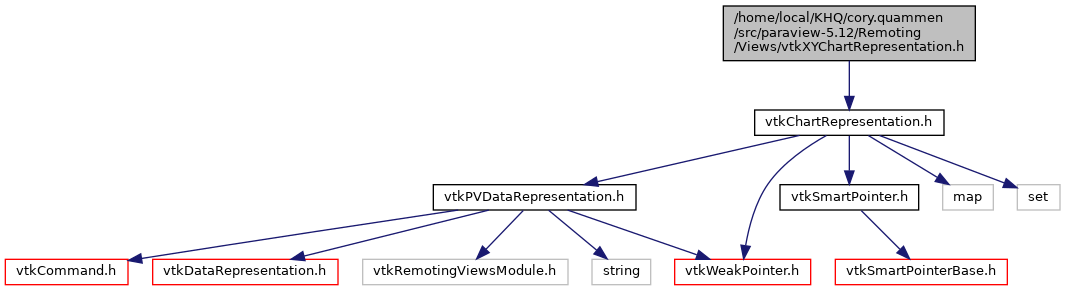 /home/local/KHQ/cory.quammen
/src/paraview-5.12/Remoting
/Views/vtkXYChartRepresentation.h
vtkChartRepresentation.h
vtkPVDataRepresentation.h
vtkSmartPointer.h
map
set
vtkCommand.h
vtkDataRepresentation.h
vtkRemotingViewsModule.h
string
vtkWeakPointer.h
vtkSmartPointerBase.h